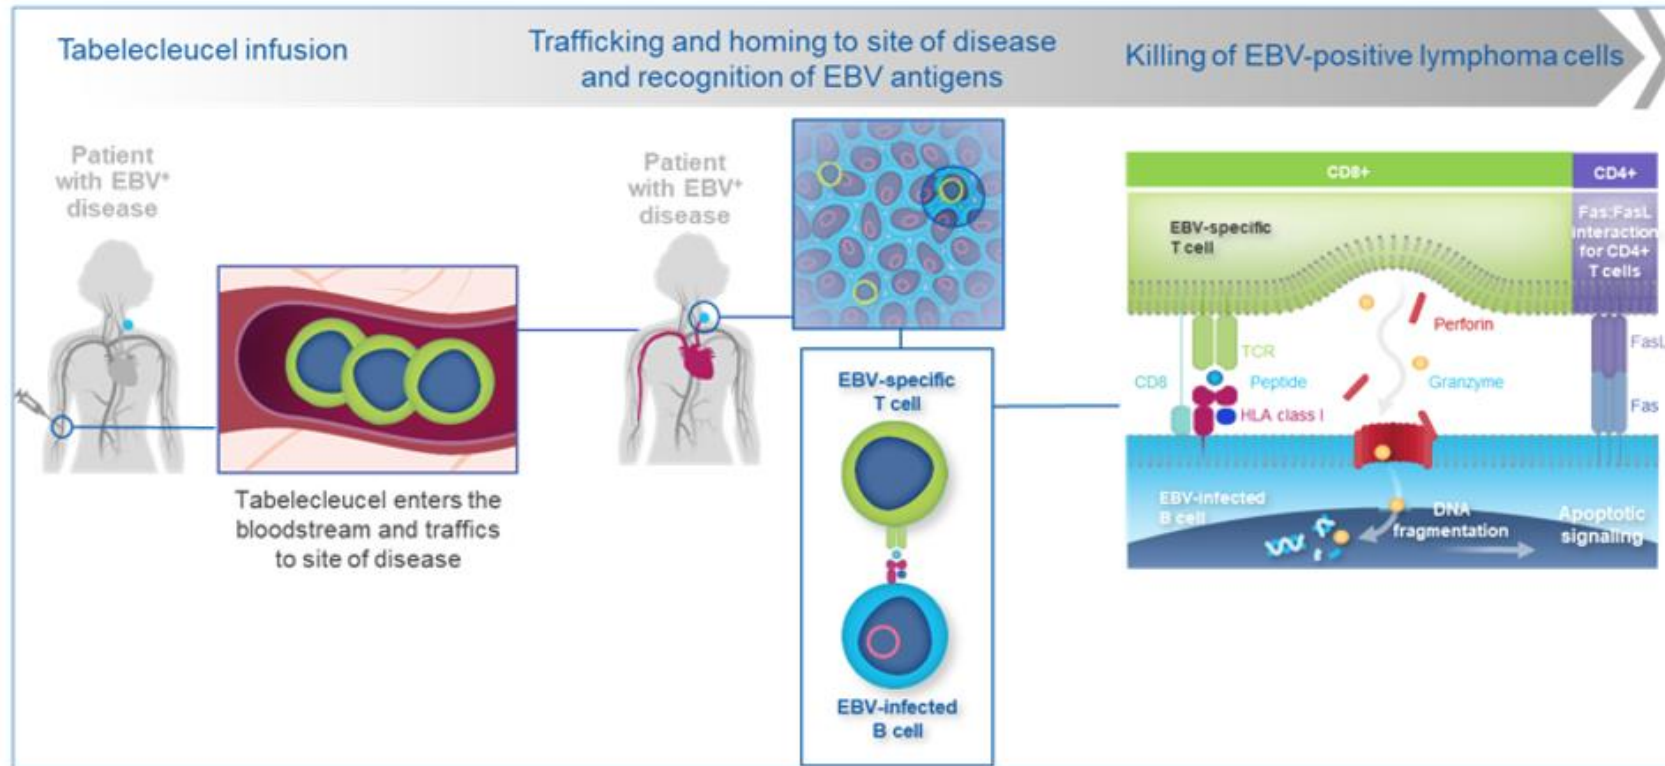 Tabelecleucel infusion
Trafficking and homing to site of disease
and recognition of EBV antigens
Killing of EBV-positive lymphoma cells
Patient
with EBV⁺
disease
Tabelecleucel enters the
bloodstream and traffics
to site of disease
Patient
with EBV⁺
disease
EBV-specific
T cell
EBV-infected
B cell
CD8+
CD4+
EBV-specific
T cell
Fas:FasL
interaction
for CD4+
T cells
Perforin
TCR
FasL
CD8
Peptide
Granzyme
HLA class I
Fas
EBV-infected
B cell
DNA
fragmentation
Apoptotic
signaling